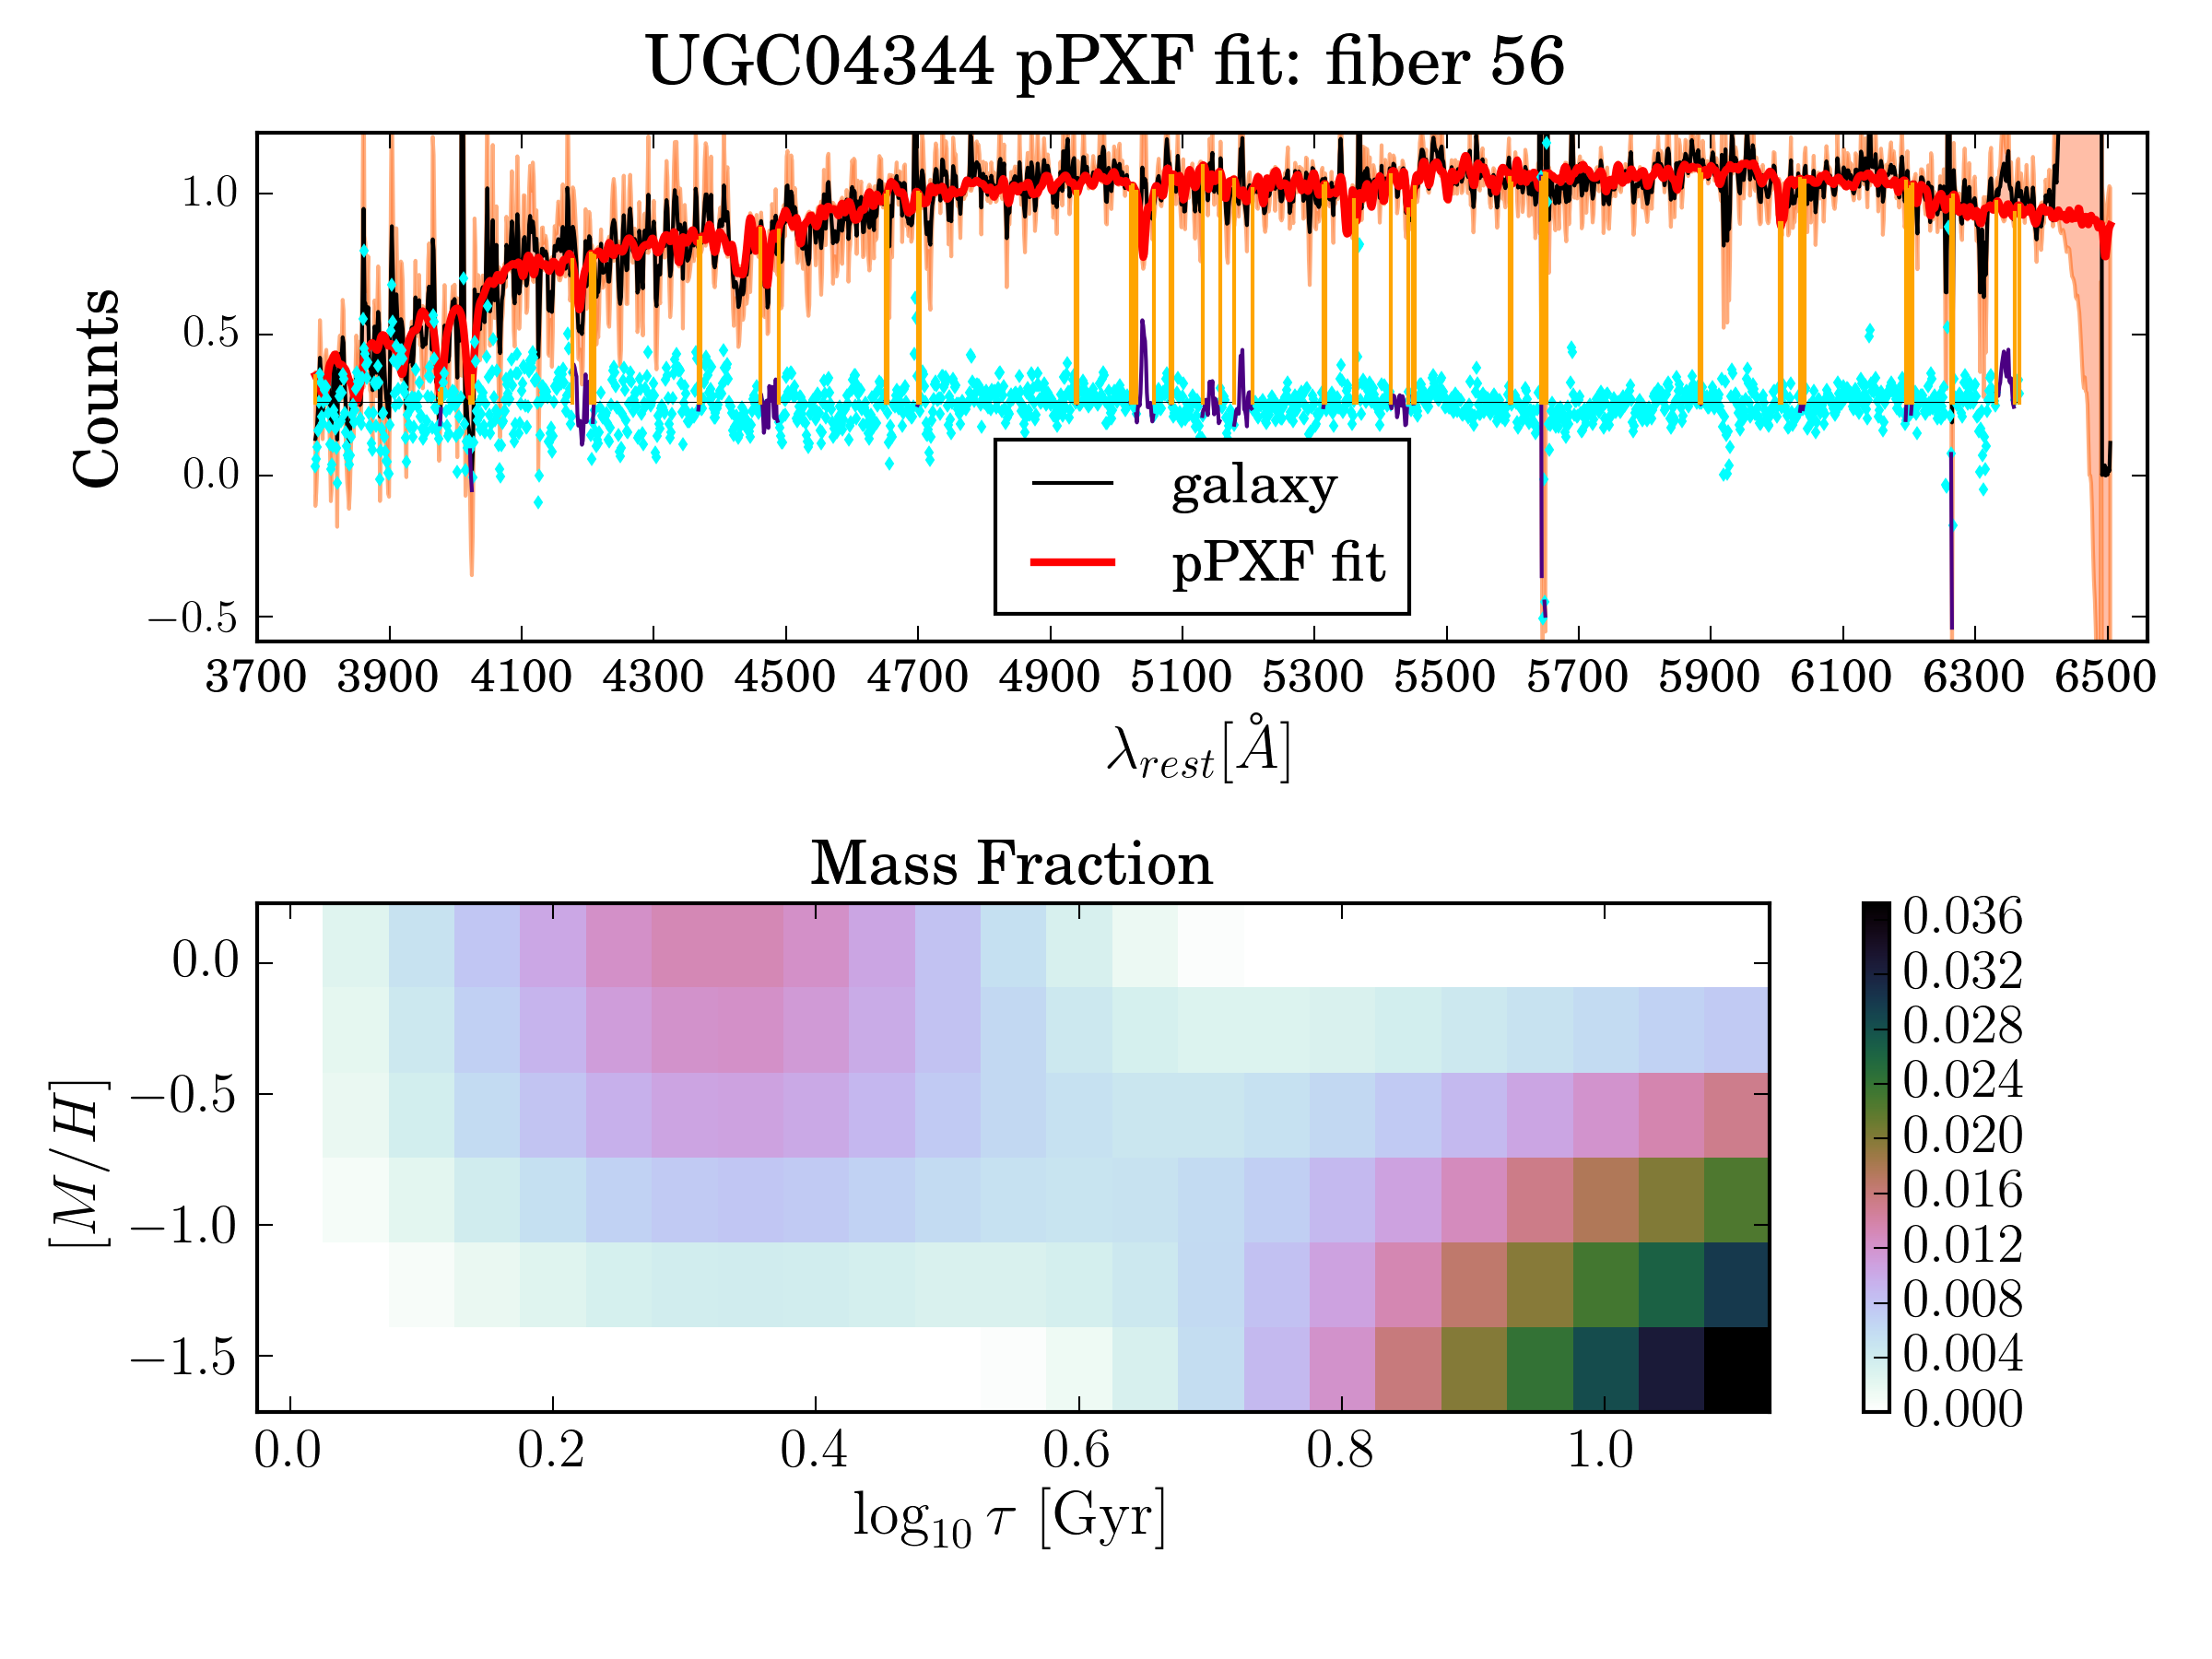 UGC04344 pPXF fit: fiber 56
Counts
1.0
0.5
0.0
−0.5
galaxy
pPXF fit
3700 3900 4100 4300 4500 4700 4900 5100 5300 5500 5700 5900 6100 6300 6500
λrest[Å]
Mass Fraction
[M/H]
0.0
−0.5
−1.0
−1.5
0.0 0.2 0.4 0.6 0.8 1.0
log10 τ [Gyr]
0.036
0.032
0.028
0.024
0.020
0.016
0.012
0.008
0.004
0.000